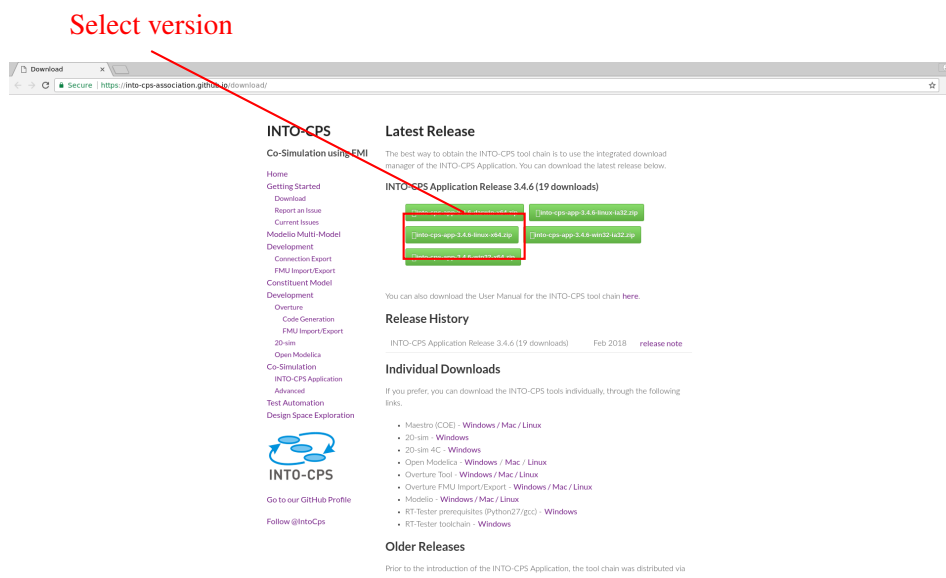 Select version
Download
Secure | https://into-cps-association.github.io/download/
INTO-CPS
Co-Simulation using FMI
Home
Getting Started
Download
Report an Issue
Current Issues
Modelio Multi-Model
Development
Connection Export
FMU Import/Export
Constituent Model
Development
Overture
Code Generation
FMU Import/Export
20-sim
Open Modelica
Co-Simulation
INTO-CPS Application
Advanced
Test Automation
Design Space Exploration
INTO-CPS
Go to our GitHub Profile
Follow @IntoCps
Latest Release
The best way to obtain the INTO-CPS tool chain is to use the integrated download
manager of the INTO-CPS Application. You can download the latest release below.
INTO-CPS Application Release 3.4.6 (19 downloads)
into-cps-app-3.4.6-linux-ia32.zip
into-cps-app-3.4.6-linux-x64.zip
into-cps-app-3.4.6-win32-ia32.zip
into-cps-app-3.4.6-win32-x64.zip
You can also download the User Manual for the INTO-CPS tool chain here.
Release History
INTO-CPS Application Release 3.4.6 (19 downloads) Feb 2018 release note
Individual Downloads
If you prefer, you can download the INTO-CPS tools individually, through the following
links.
• Maestro (COE) - Windows / Mac / Linux
• 20-sim - Windows
• 20-sim 4C - Windows
• Open Modelica - Windows / Mac / Linux
• Overture Tool - Windows / Mac / Linux
• Overture FMU Import/Export - Windows / Mac / Linux
• Modelio - Windows / Mac / Linux
• RT-Tester prerequisites (Python27/gcc) - Windows
• RT-Tester toolchain - Windows
Older Releases
Prior to the introduction of the INTO-CPS Application, the tool chain was distributed via